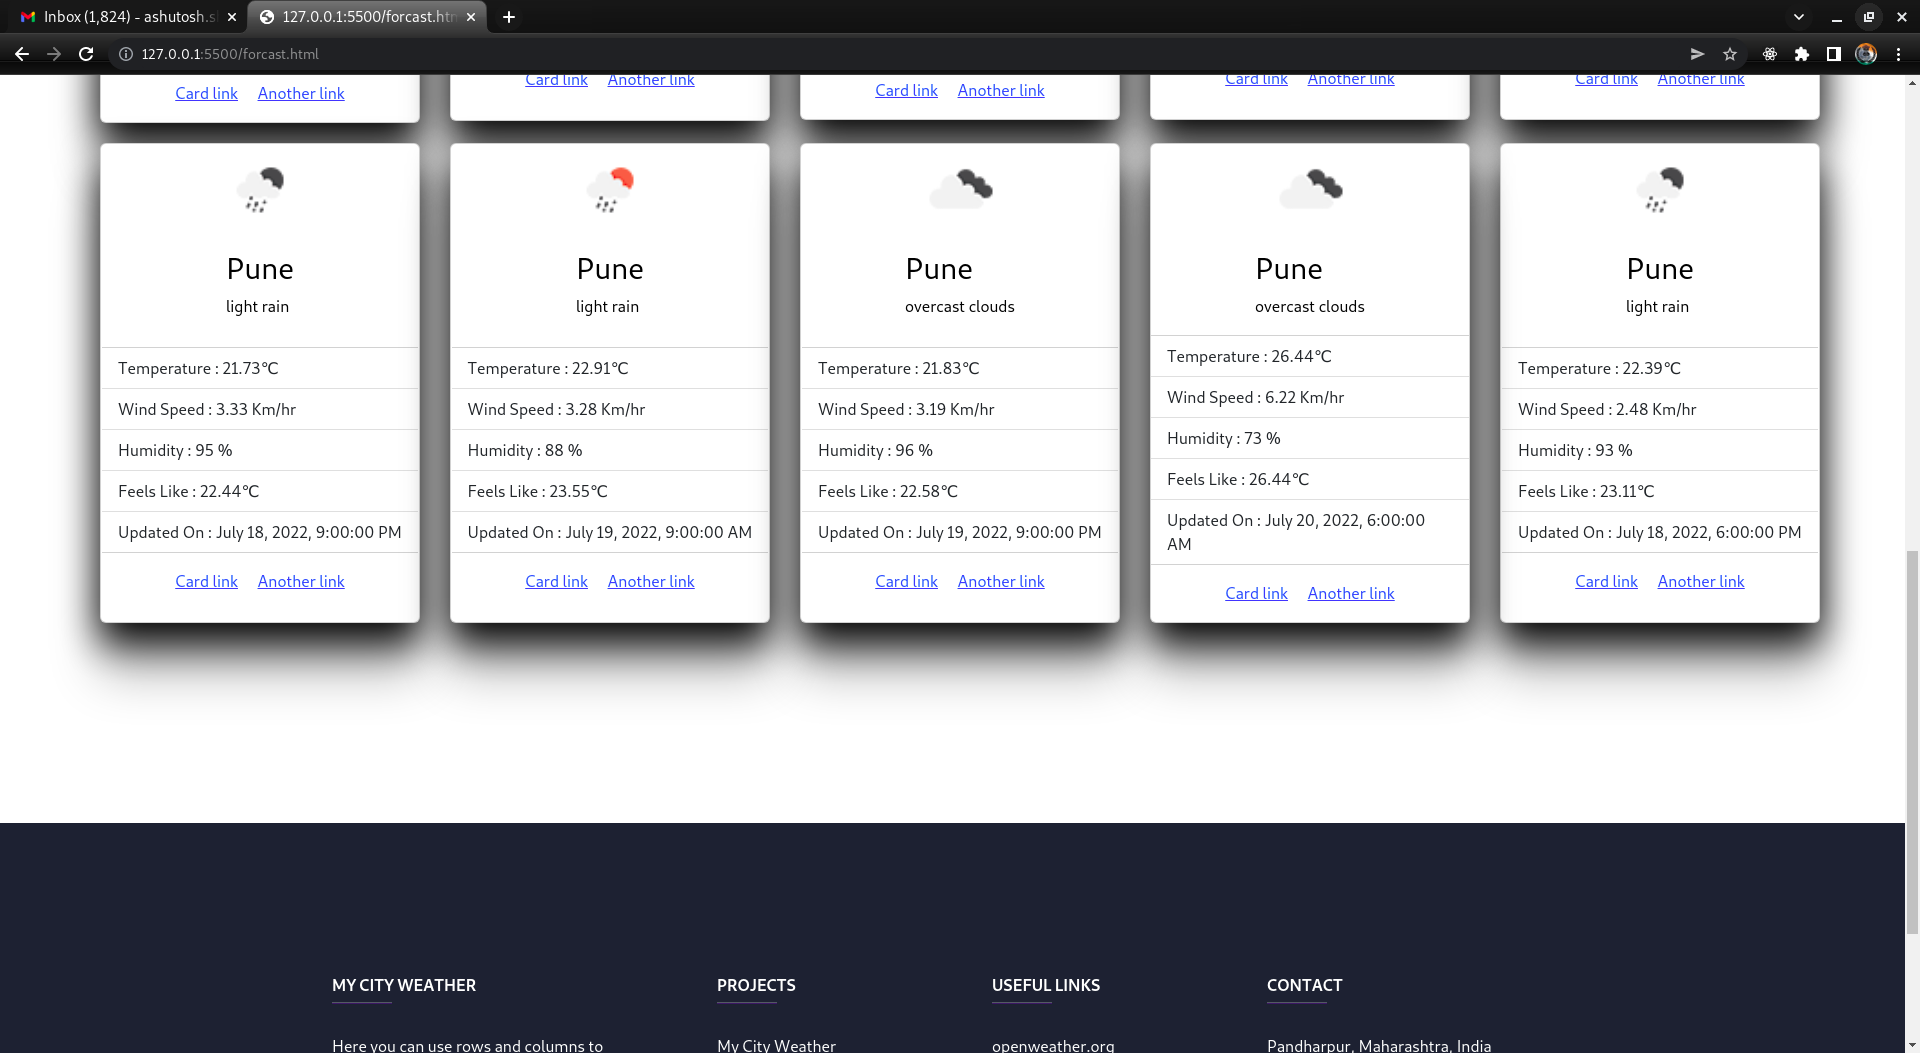 Inbox (1,824) - ashutosh.s
127.0.0.1:5500/forcast.htm
127.0.0.1:5500/forcast.html
Card link Another link
Card link Another link
Card link Another link
Card link Another link
Card link Another link
Pune
light rain
Temperature : 21.73°C
Wind Speed : 3.33 Km/hr
Humidity : 95 %
Feels Like : 22.44°C
Updated On : July 18, 2022, 9:00:00 PM
Card link Another link
Pune
light rain
Temperature : 22.91°C
Wind Speed : 3.28 Km/hr
Humidity : 88 %
Feels Like : 23.55°C
Updated On : July 19, 2022, 9:00:00 AM
Card link Another link
Pune
overcast clouds
Temperature : 21.83°C
Wind Speed : 3.19 Km/hr
Humidity : 96 %
Feels Like : 22.58°C
Updated On : July 19, 2022, 9:00:00 PM
Card link Another link
Pune
overcast clouds
Temperature : 26.44°C
Wind Speed : 6.22 Km/hr
Humidity : 73 %
Feels Like : 26.44°C
Updated On : July 20, 2022, 6:00:00
AM
Card link Another link
Pune
light rain
Temperature : 22.39°C
Wind Speed : 2.48 Km/hr
Humidity : 93 %
Feels Like : 23.11°C
Updated On : July 18, 2022, 6:00:00 PM
Card link Another link
MY CITY WEATHER
Here you can use rows and columns to
PROJECTS
My City Weather
USEFUL LINKS
openweather.org
CONTACT
Pandharpur, Maharashtra, India